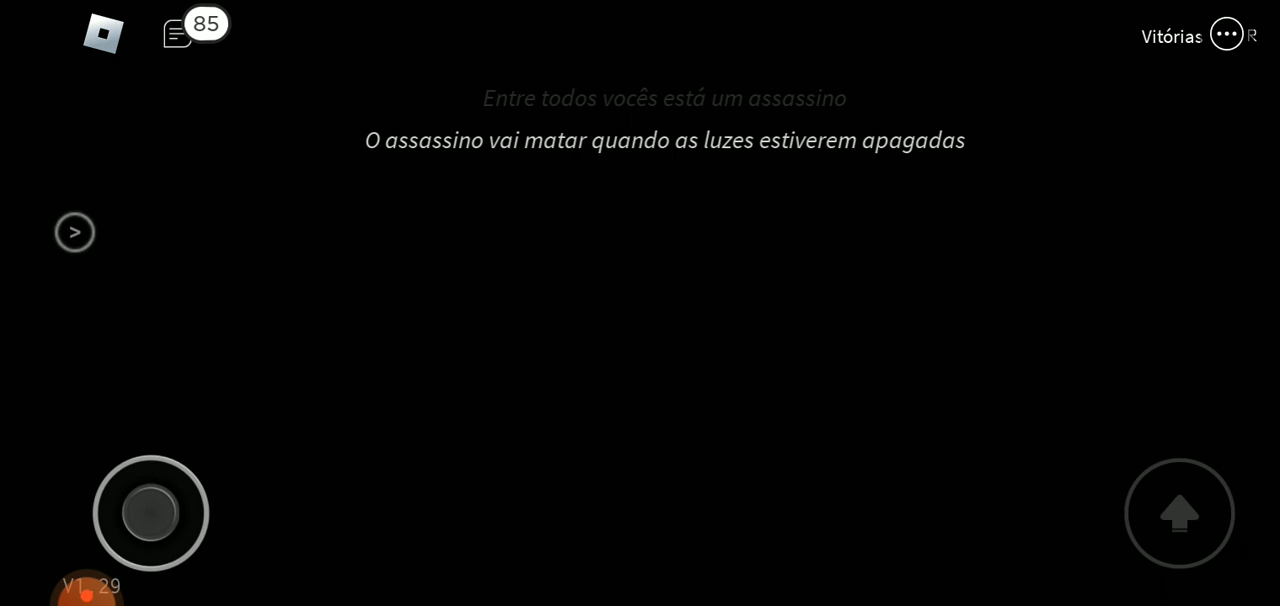 85
Vitórias R
Entre todos vocês está um assassino
O assassino vai matar quando as luzes estiverem apagadas
>
V1.29